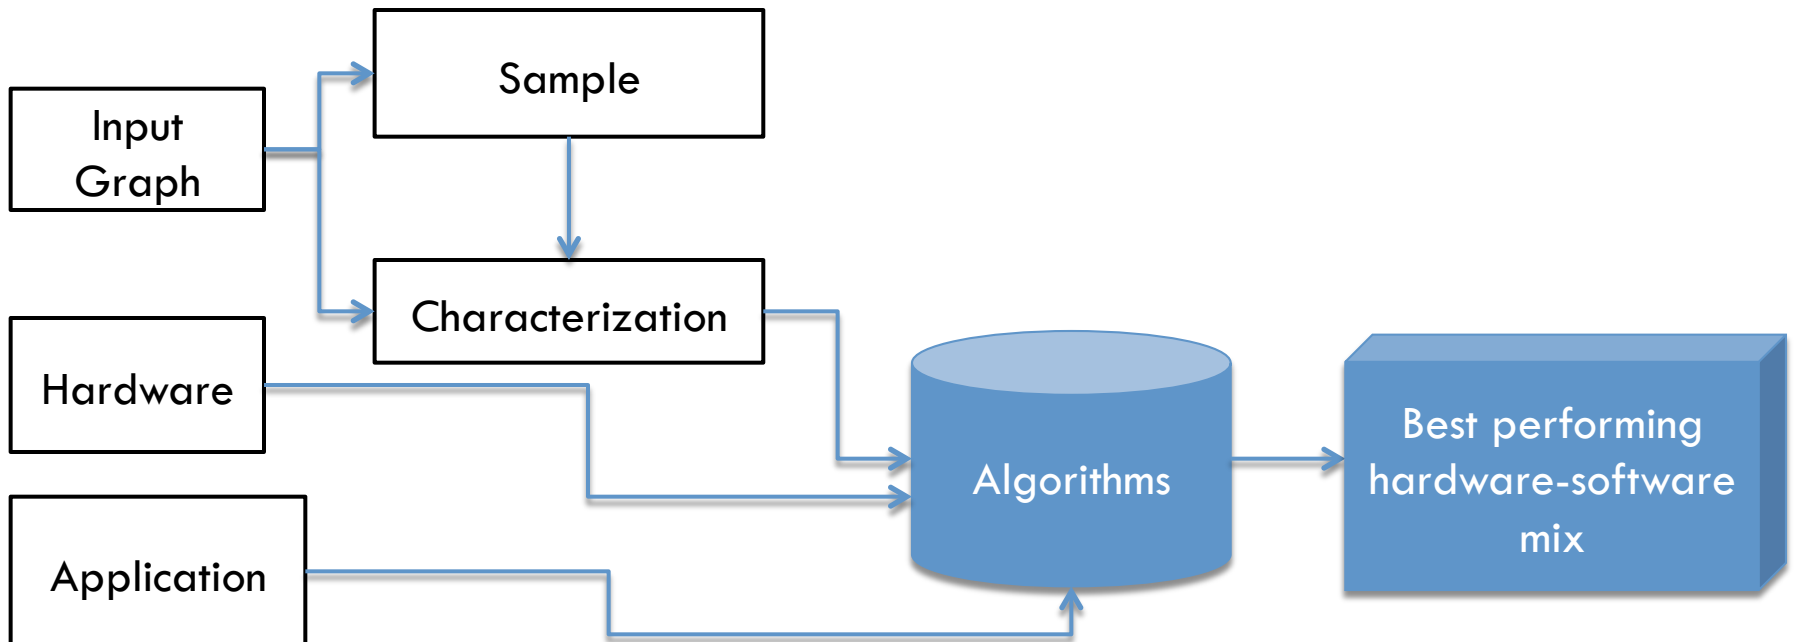 Sample
Input
Graph
Characterization
Hardware
Application
Algorithms
Best performing
hardware-software
mix